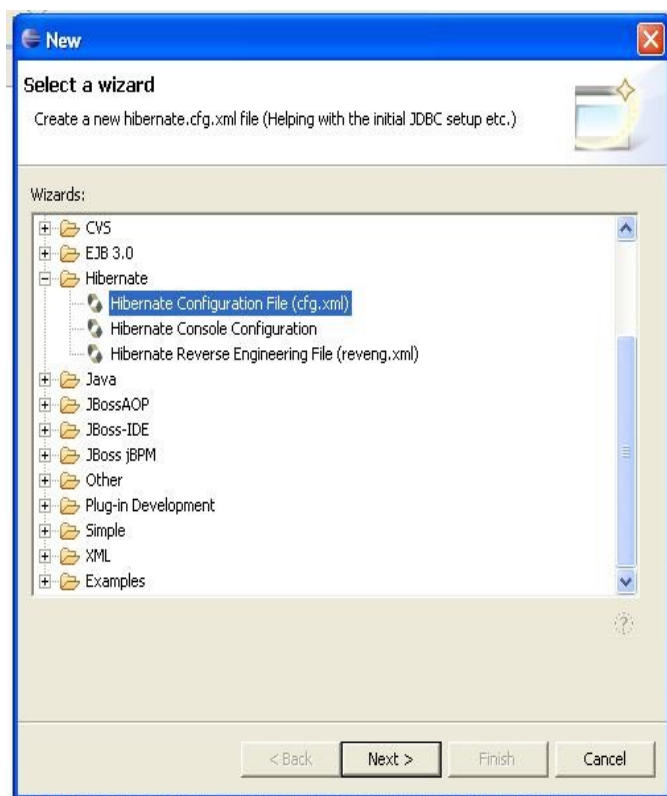 New
Select a wizard
Create a new hibernate.cfg.xml file (Helping with the initial JDBC setup etc.)
Wizards:
CVS
EJB 3.0
Hibernate
Hibernate Configuration File (cfg.xml)
Hibernate Console Configuration
Hibernate Reverse Engineering File (reveng.xml)
Java
JBossAOP
JBoss-IDE
JBoss jBPM
Other
Plug-in Development
Simple
XML
Examples
?
< Back Next > Finish Cancel